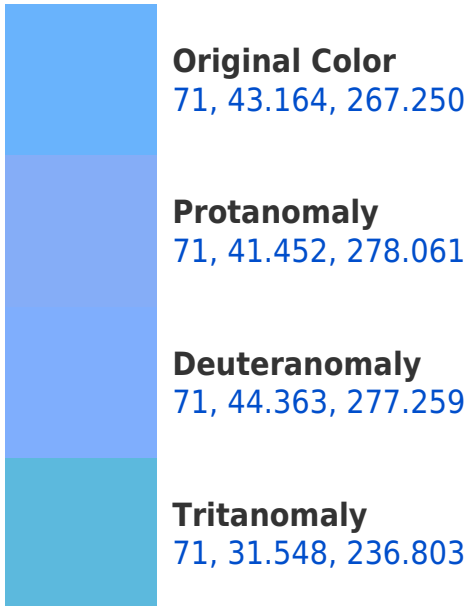 Original Color
71, 43.164, 267.250
Protanomaly
71, 41.452, 278.061
Deuteranomaly
71, 44.363, 277.259
Tritanomaly
71, 31.548, 236.803